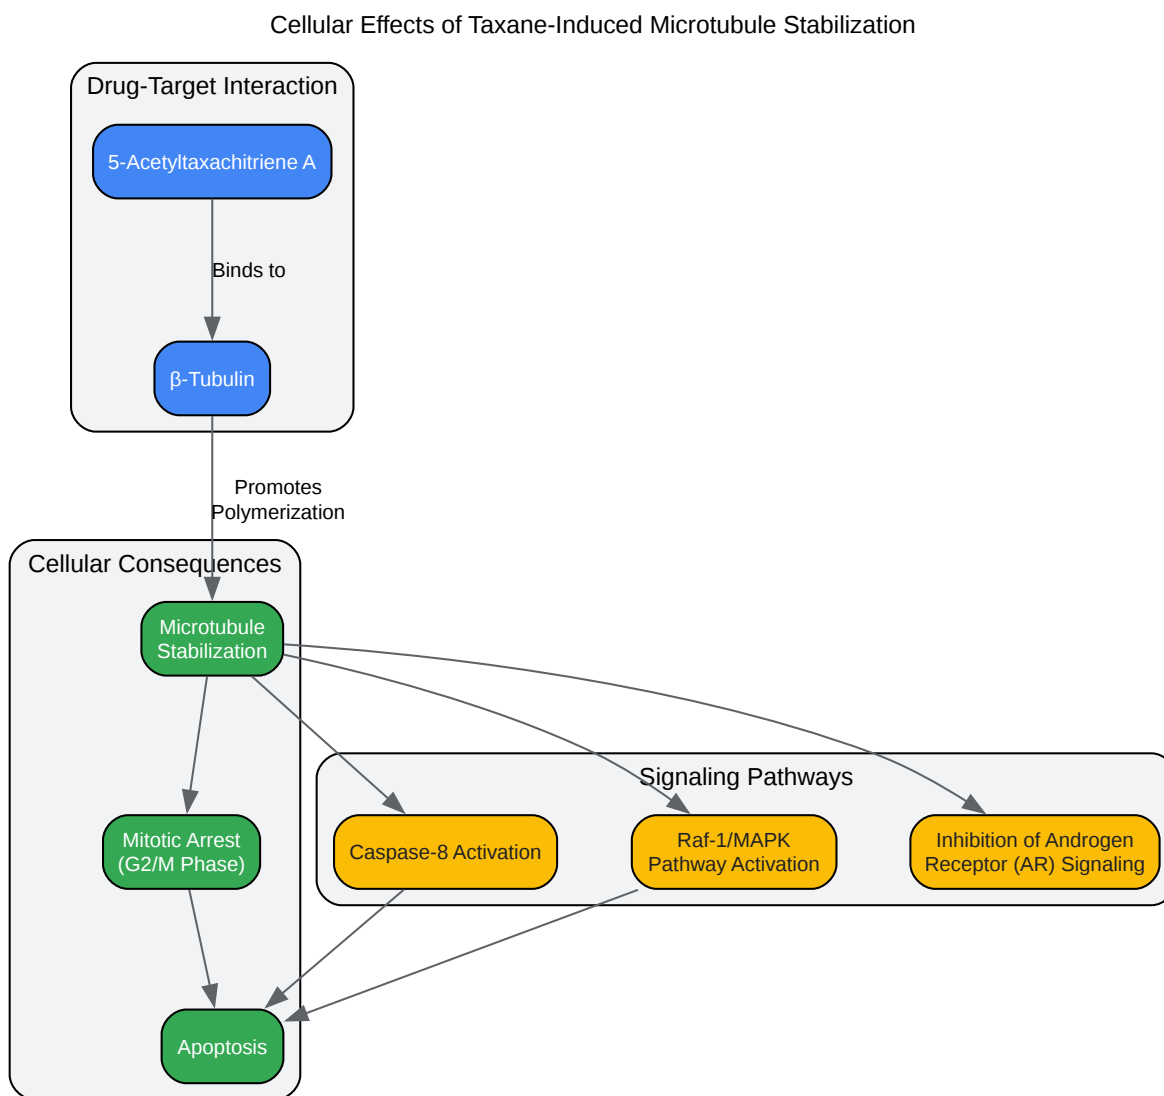 Cellular Effects of Taxane-Induced Microtubule Stabilization
Drug-Target Interaction
5-Acetyltaxachitriene A
Binds to
β-Tubulin
Promotes
Polymerization
Cellular Consequences
Microtubule
Stabilization
Signaling Pathways
Mitotic Arrest
(G2/M Phase)
Caspase-8 Activation
Raf-1/MAPK
Pathway Activation
Inhibition of Androgen
Receptor (AR) Signaling
Apoptosis